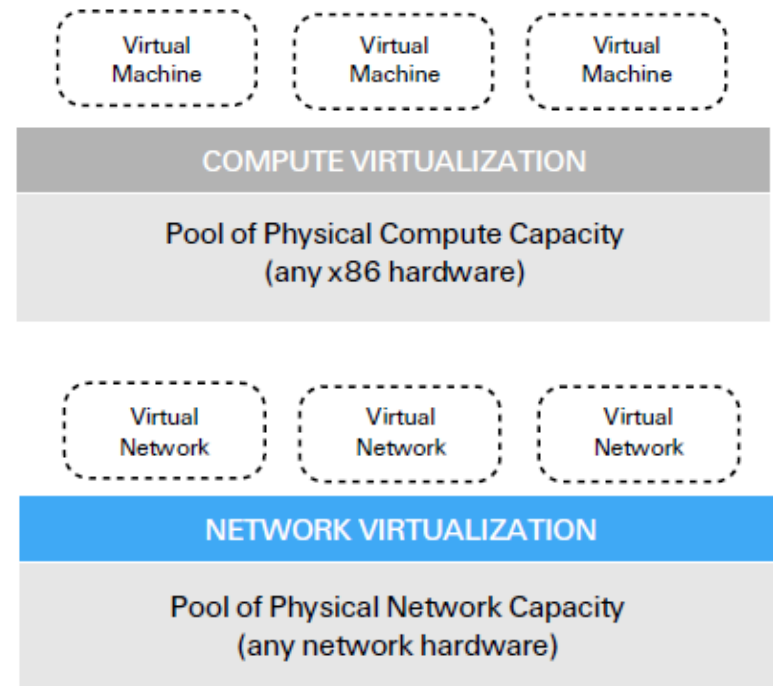 Virtual Virtual Virtual
Machine Machine Machine
COMPUTE VIRTUALIZATION
Pool of Physical Compute Capacity
(any x86 hardware)
Virtual Virtual Virtual
Network Network Network
NETWORK VIRTUALIZATION
Pool of Physical Network Capacity
(any network hardware)